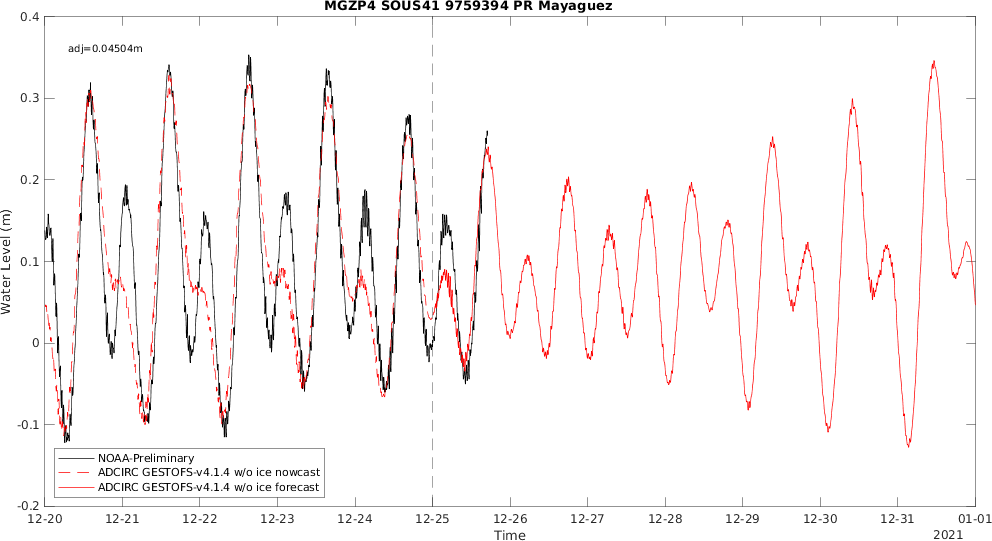 MGZP4 SOUS41 9759394 PR Mayaguez
adj=0.04504m
0.4
0.3
0.2
0.1
0
-0.1
-0.2
Water Level (m)
NOAA-Preliminary
ADCIRC GESTOFS-v4.1.4 w/o ice nowcast
ADCIRC GESTOFS-v4.1.4 w/o ice forecast
12-20 12-21 12-22 12-23 12-24 12-25 12-26 12-27 12-28 12-29 12-30 12-31 01-01
Time
2021